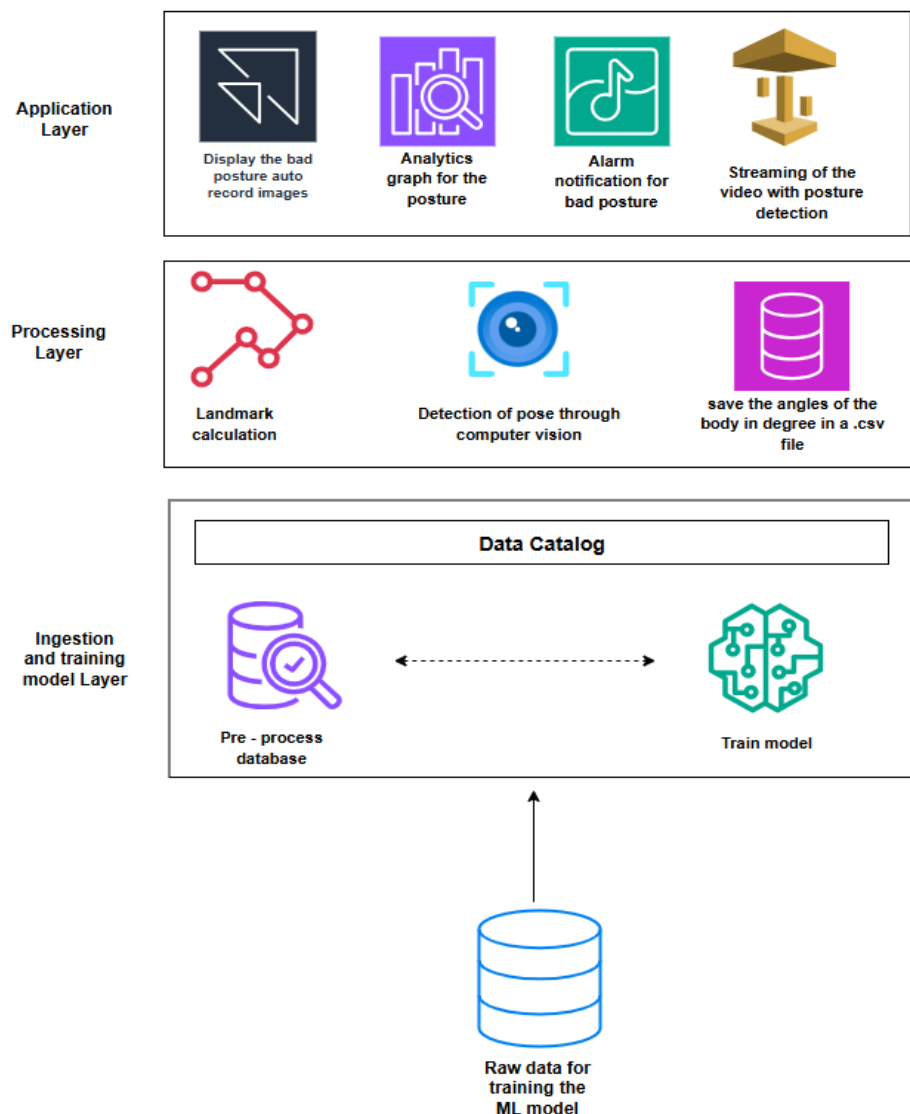 Application
Layer
Display the bad
posture auto
record images
Analytics
graph for the
posture
Alarm
notification for
bad posture
Streaming of the
video with posture
detection
Processing
Layer
Landmark
calculation
Detection of pose through
computer vision
save the angles of the
body in degree in a .csv
file
Ingestion
and training
model Layer
Data Catalog
Pre - process
database
Train model
Raw data for
training the
ML model